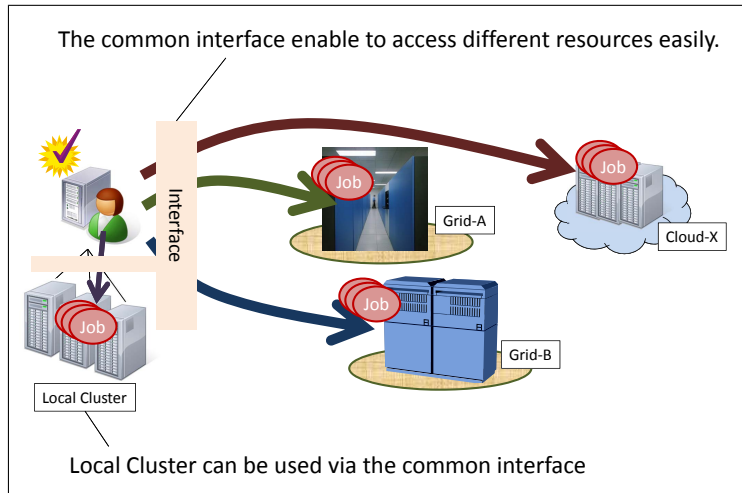 The common interface enable to access different resources easily.
Interface
Job
Job
Grid-A
Cloud-X
Job
Job
Grid-B
Local Cluster
Local Cluster can be used via the common interface